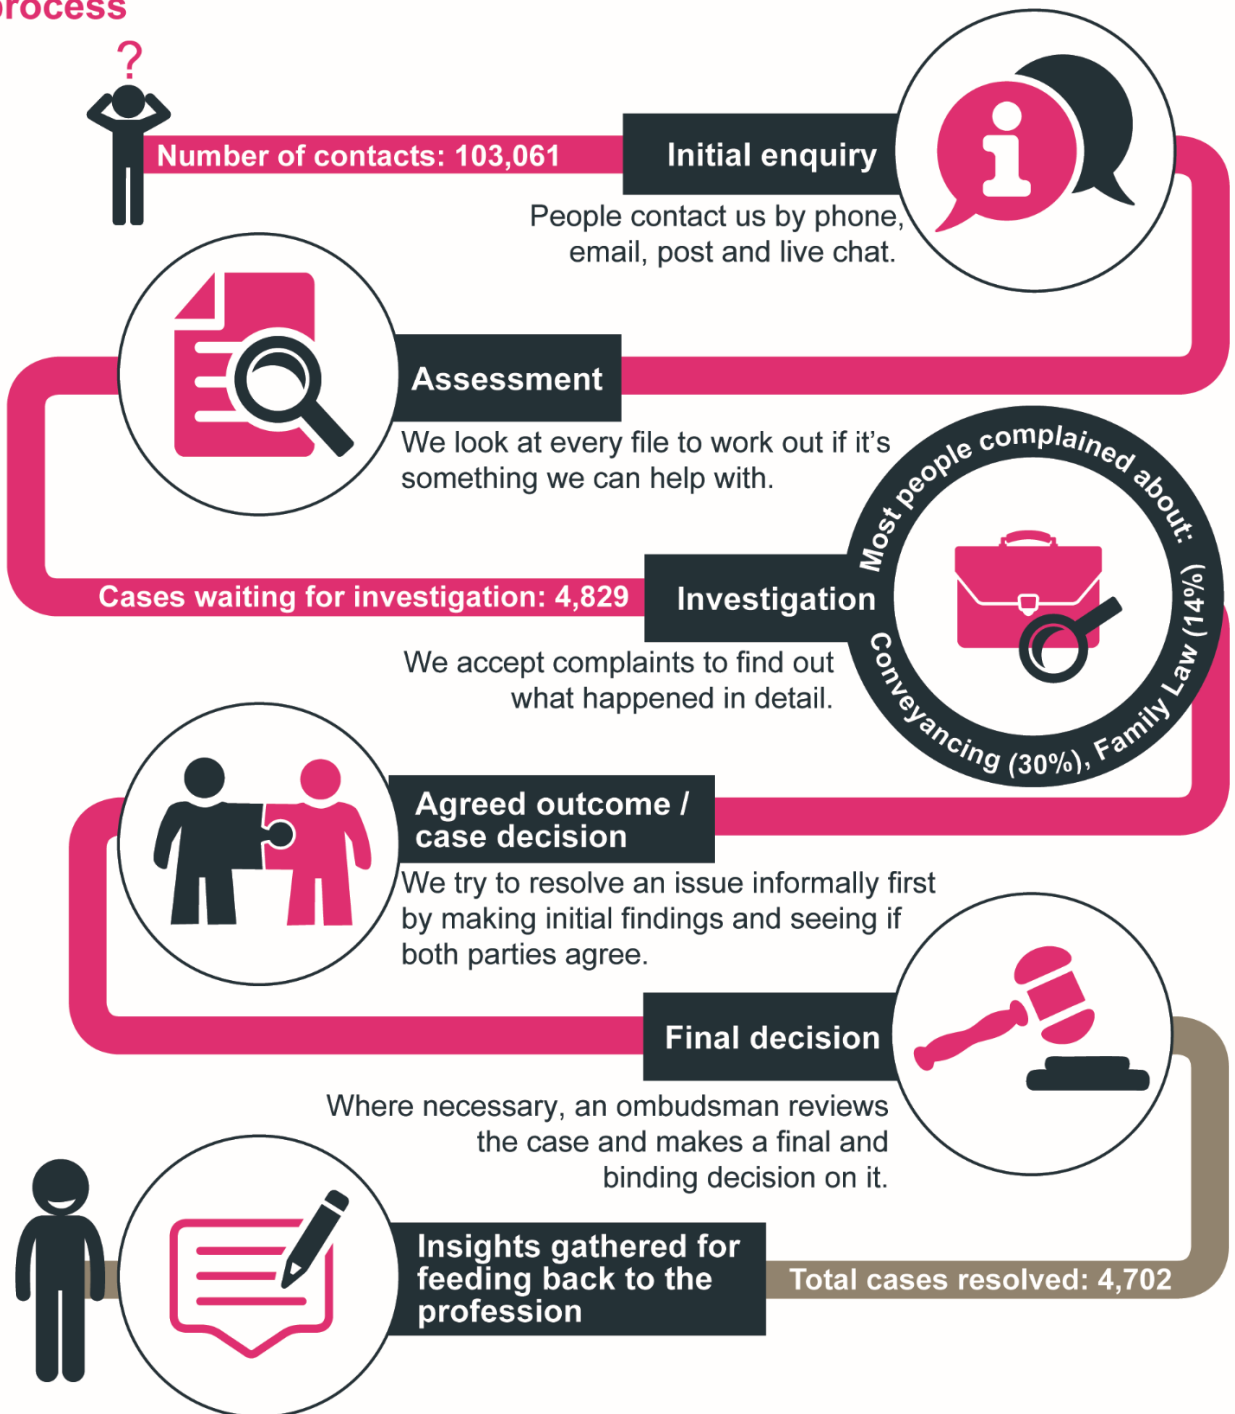 process
?
Number of contacts: 103,061
Initial enquiry
i
People contact us by phone,
email, post and live chat.
Assessment
We look at every file to work out if it's
something we can help with.
Most people complained about:
Conveyancing (30%), Family Law (14%)
Cases waiting for investigation: 4,829
Investigation
We accept complaints to find out
what happened in detail.
Agreed outcome /
case decision
We try to resolve an issue informally first
by making initial findings and seeing if
both parties agree.
Final decision
Where necessary, an ombudsman reviews
the case and makes a final and
binding decision on it.
Insights gathered for
feeding back to the
profession
Total cases resolved: 4,702